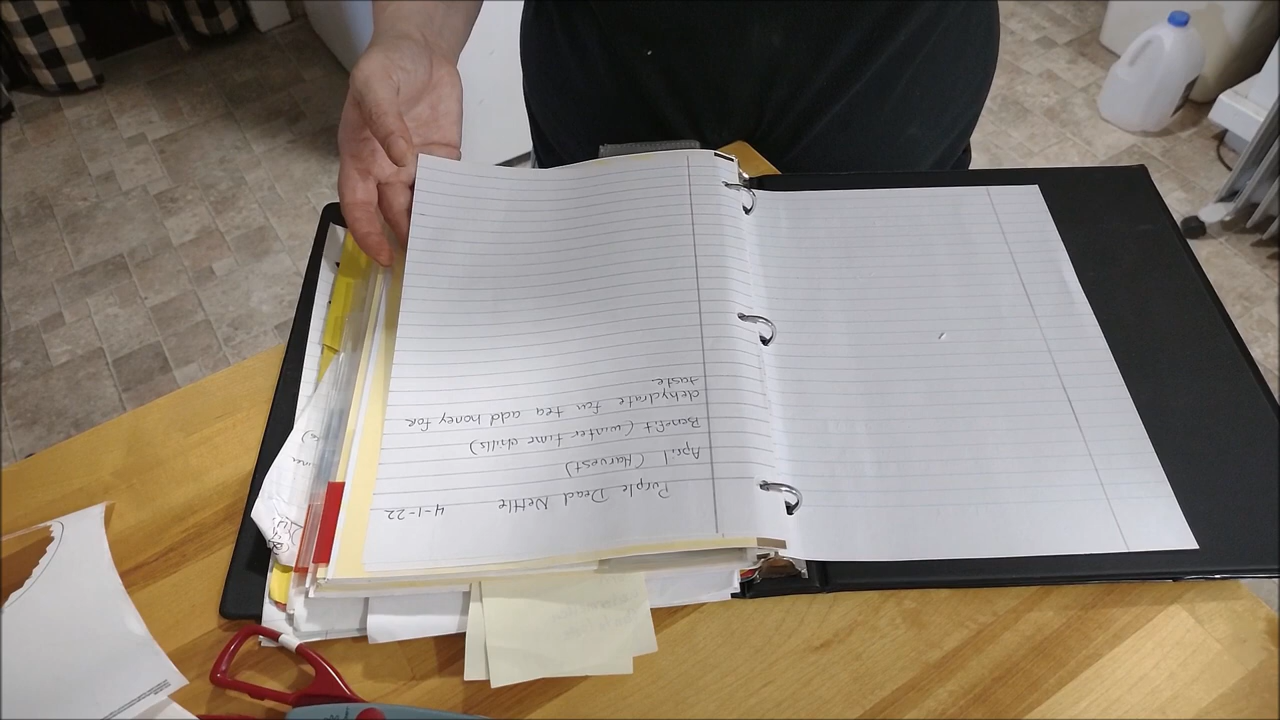 Purple Dead Nettle 4-1-22
April (Harvest)
Benefit (winter time chills)
dehydrate for tea add honey for
taste.